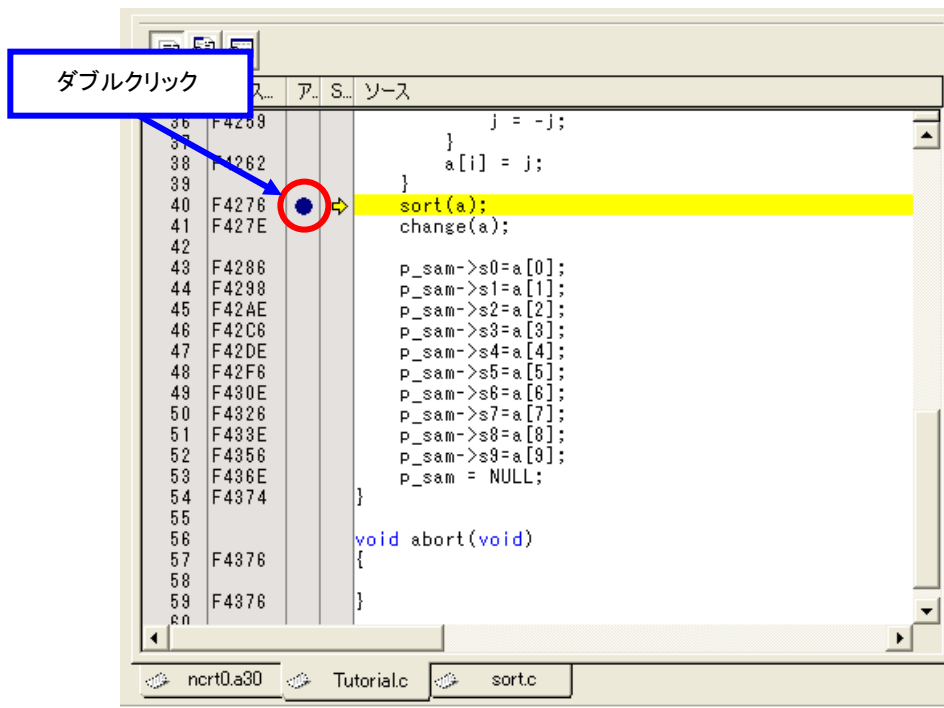 ダブルクリック
ス... ア.. S... ソース
36 F4259 j = -j;
37 }
38 F4262 a[i] = j;
39 }
40 F4276 sort(a);
41 F427E change(a);
42
43 F4286 p_sam->s0=a[0];
44 F4298 p_sam->s1=a[1];
45 F42AE p_sam->s2=a[2];
46 F42C6 p_sam->s3=a[3];
47 F42DE p_sam->s4=a[4];
48 F42F6 p_sam->s5=a[5];
49 F430E p_sam->s6=a[6];
50 F4326 p_sam->s7=a[7];
51 F433E p_sam->s8=a[8];
52 F4356 p_sam->s9=a[9];
53 F436E p_sam = NULL;
54 F4374 }
55
56 void abort(void)
57 F4376 {
58
59 F4376 }
60
ncrt0.a30 Tutorial.c sort.c